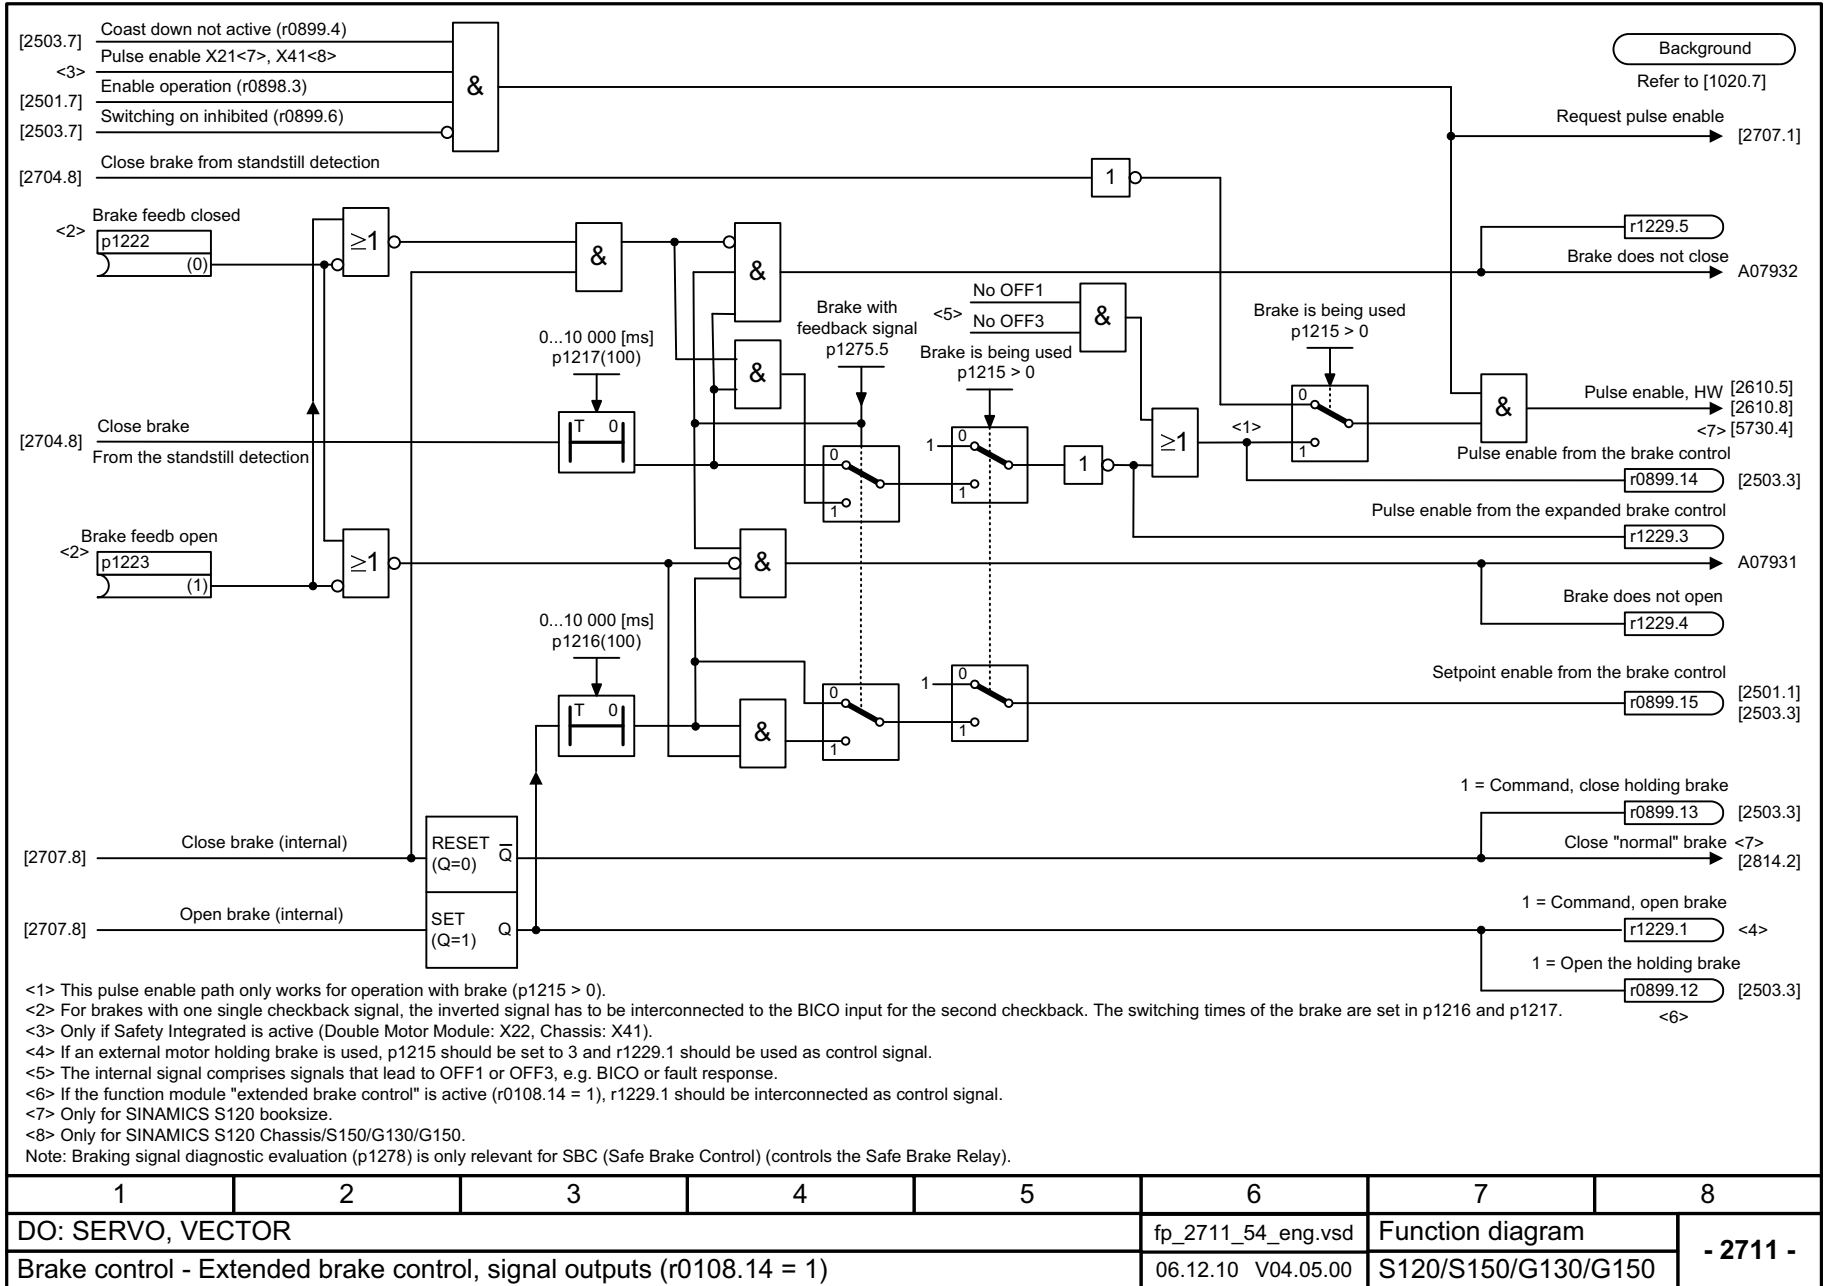 [2503.7]
Coast down not active (r0899.4)
<3>
Pulse enable X21<7>, X41<8>
[2501.7]
Enable operation (r0898.3)
[2503.7]
Switching on inhibited (r0899.6)
&
Background
Refer to [1020.7]
Request pulse enable
[2707.1]
[2704.8]
Close brake from standstill detection
1
Brake feedb closed
<2>
p1222
(0)
≥1
&
&
r1229.5
Brake does not close
A07932
0...10 000 [ms]
p1217(100)
&
Brake with
feedback signal
p1275.5
No OFF1
<5>
No OFF3
&
Brake is being used
p1215 > 0
Brake is being used
p1215 > 0
0
1
&
Pulse enable, HW
[2610.5]
[2610.8]
<7> [5730.4]
[2704.8]
Close brake
From the standstill detection
T 0
0
1
1
0
1
1
≥1
<1>
Pulse enable from the brake control
r0899.14
[2503.3]
Pulse enable from the expanded brake control
r1229.3
Brake feedb open
<2>
p1223
(1)
≥1
&
A07931
Brake does not open
r1229.4
0...10 000 [ms]
p1216(100)
T 0
&
0
1
1
0
1
Setpoint enable from the brake control
r0899.15
[2501.1]
[2503.3]
1 = Command, close holding brake
r0899.13
[2503.3]
[2707.8]
Close brake (internal)
RESET
(Q=0)
Q̅
Close "normal" brake <7>
[2814.2]
[2707.8]
Open brake (internal)
SET
(Q=1)
Q
1 = Command, open brake
r1229.1
<4>
1 = Open the holding brake
r0899.12
[2503.3]
<6>
<1> This pulse enable path only works for operation with brake (p1215 > 0).
<2> For brakes with one single checkback signal, the inverted signal has to be interconnected to the BICO input for the second checkback. The switching times of the brake are set in p1216 and p1217.
<3> Only if Safety Integrated is active (Double Motor Module: X22, Chassis: X41).
<4> If an external motor holding brake is used, p1215 should be set to 3 and r1229.1 should be used as control signal.
<5> The internal signal comprises signals that lead to OFF1 or OFF3, e.g. BICO or fault response.
<6> If the function module "extended brake control" is active (r0108.14 = 1), r1229.1 should be interconnected as control signal.
<7> Only for SINAMICS S120 booksize.
<8> Only for SINAMICS S120 Chassis/S150/G130/G150.
Note: Braking signal diagnostic evaluation (p1278) is only relevant for SBC (Safe Brake Control) (controls the Safe Brake Relay).
1 2 3 4 5 6 7 8
DO: SERVO, VECTOR
fp_2711_54_eng.vsd
Function diagram
- 2711 -
Brake control - Extended brake control, signal outputs (r0108.14 = 1)
06.12.10 V04.05.00
S120/S150/G130/G150